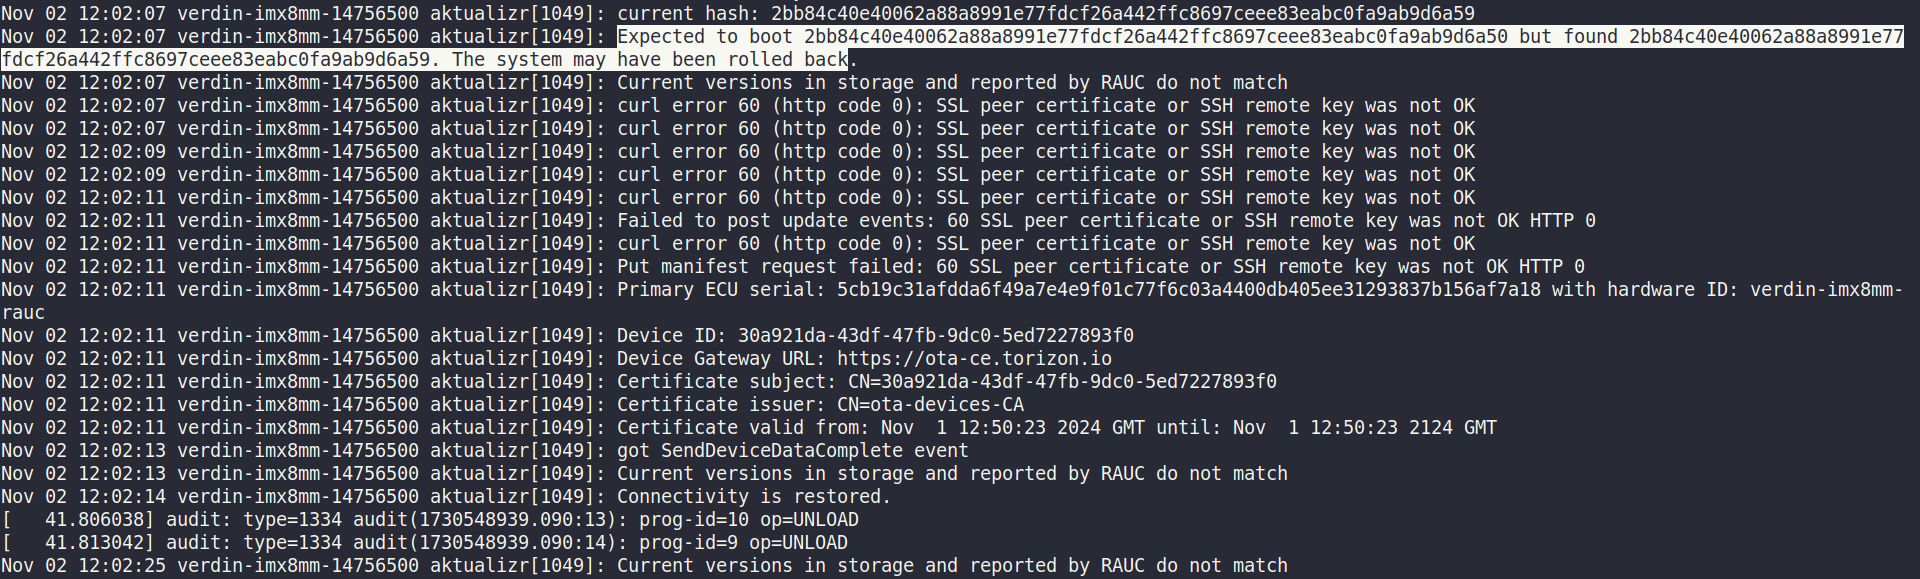 Nov 02 12:02:07 verdin-imx8mm-14756500 aktualizr[1049]: current hash: 2bb84c40e40062a88a8991e77fdcf26a442ffc8697ceee83eabc0fa9ab9d6a59
Nov 02 12:02:07 verdin-imx8mm-14756500 aktualizr[1049]: Expected to boot 2bb84c40e40062a88a8991e77fdcf26a442ffc8697ceee83eabc0fa9ab9d6a50 but found 2bb84c40e40062a88a8991e77
fdcf26a442ffc8697ceee83eabc0fa9ab9d6a59. The system may have been rolled back.
Nov 02 12:02:07 verdin-imx8mm-14756500 aktualizr[1049]: Current versions in storage and reported by RAUC do not match
Nov 02 12:02:07 verdin-imx8mm-14756500 aktualizr[1049]: curl error 60 (http code 0): SSL peer certificate or SSH remote key was not OK
Nov 02 12:02:07 verdin-imx8mm-14756500 aktualizr[1049]: curl error 60 (http code 0): SSL peer certificate or SSH remote key was not OK
Nov 02 12:02:09 verdin-imx8mm-14756500 aktualizr[1049]: curl error 60 (http code 0): SSL peer certificate or SSH remote key was not OK
Nov 02 12:02:09 verdin-imx8mm-14756500 aktualizr[1049]: curl error 60 (http code 0): SSL peer certificate or SSH remote key was not OK
Nov 02 12:02:11 verdin-imx8mm-14756500 aktualizr[1049]: curl error 60 (http code 0): SSL peer certificate or SSH remote key was not OK
Nov 02 12:02:11 verdin-imx8mm-14756500 aktualizr[1049]: Failed to post update events: 60 SSL peer certificate or SSH remote key was not OK HTTP 0
Nov 02 12:02:11 verdin-imx8mm-14756500 aktualizr[1049]: curl error 60 (http code 0): SSL peer certificate or SSH remote key was not OK
Nov 02 12:02:11 verdin-imx8mm-14756500 aktualizr[1049]: Put manifest request failed: 60 SSL peer certificate or SSH remote key was not OK HTTP 0
Nov 02 12:02:11 verdin-imx8mm-14756500 aktualizr[1049]: Primary ECU serial: 5cb19c31afdda6f49a7e4e9f01c77f6c03a4400db405ee31293837b156af7a18 with hardware ID: verdin-imx8mm-
rauc
Nov 02 12:02:11 verdin-imx8mm-14756500 aktualizr[1049]: Device ID: 30a921da-43df-47fb-9dc0-5ed7227893f0
Nov 02 12:02:11 verdin-imx8mm-14756500 aktualizr[1049]: Device Gateway URL: https://ota-ce.torizon.io
Nov 02 12:02:11 verdin-imx8mm-14756500 aktualizr[1049]: Certificate subject: CN=30a921da-43df-47fb-9dc0-5ed7227893f0
Nov 02 12:02:11 verdin-imx8mm-14756500 aktualizr[1049]: Certificate issuer: CN=ota-devices-CA
Nov 02 12:02:11 verdin-imx8mm-14756500 aktualizr[1049]: Certificate valid from: Nov  1 12:50:23 2024 GMT until: Nov  1 12:50:23 2124 GMT
Nov 02 12:02:13 verdin-imx8mm-14756500 aktualizr[1049]: got SendDeviceDataComplete event
Nov 02 12:02:13 verdin-imx8mm-14756500 aktualizr[1049]: Current versions in storage and reported by RAUC do not match
Nov 02 12:02:14 verdin-imx8mm-14756500 aktualizr[1049]: Connectivity is restored.
[   41.806038] audit: type=1334 audit(1730548939.090:13): prog-id=10 op=UNLOAD
[   41.813042] audit: type=1334 audit(1730548939.090:14): prog-id=9 op=UNLOAD
Nov 02 12:02:25 verdin-imx8mm-14756500 aktualizr[1049]: Current versions in storage and reported by RAUC do not match